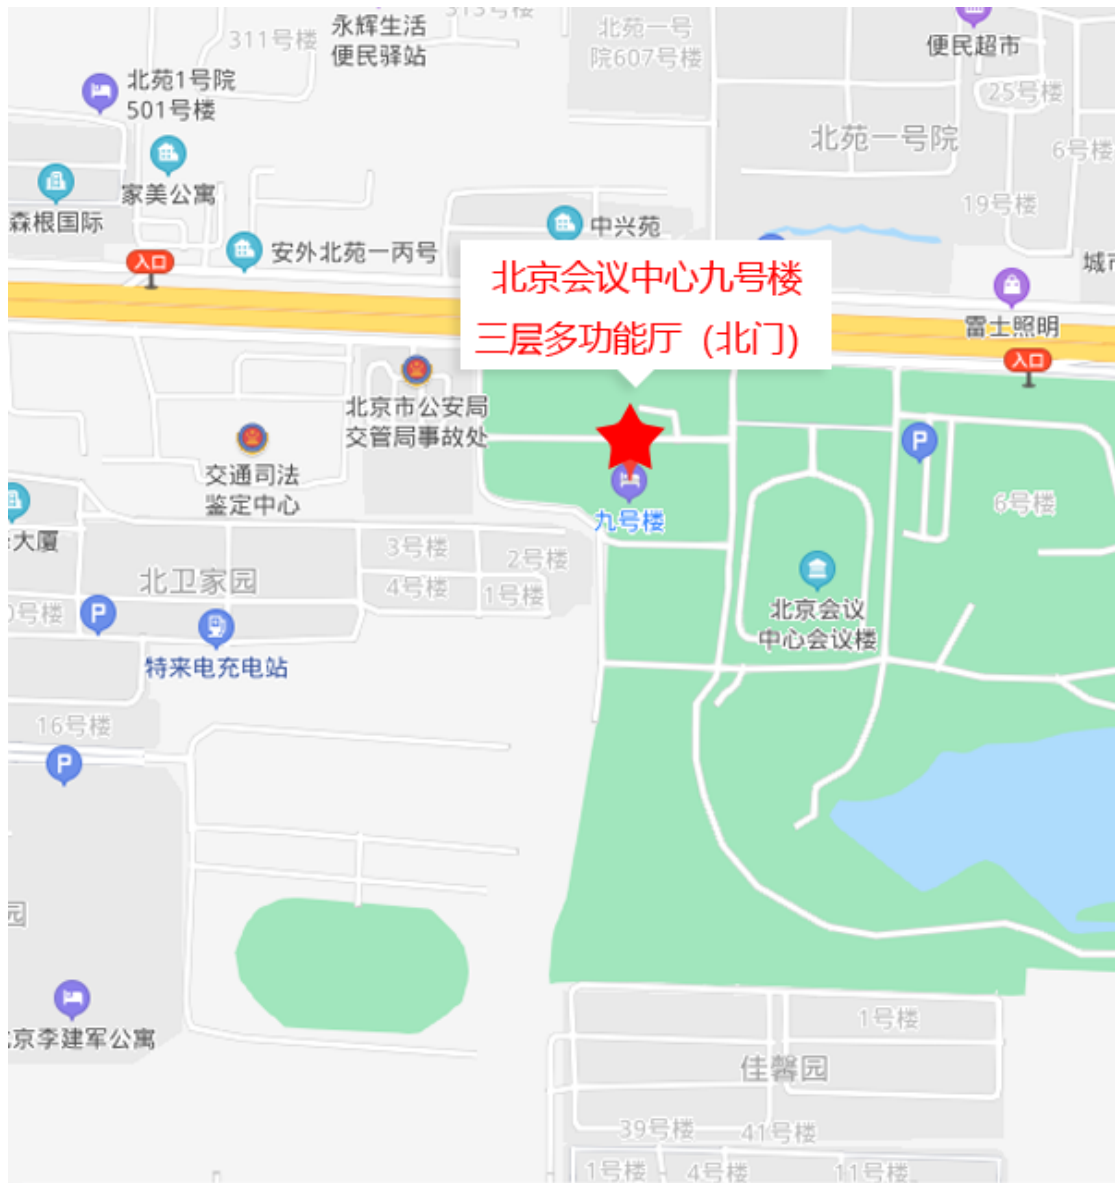 313号楼
永辉生活
便民驿站
311号楼
北苑一号
院607号楼
便民超市
北苑1号院
501号楼
25号楼
北苑一号院
6号楼
家美公寓
森根国际
19号楼
中兴苑
入口
安外北苑一丙号
北京会议中心九号楼
三层多功能厅（北门）
城市
雷士照明
入口
北京市公安局
交管局事故处
交通司法
鉴定中心
P
6号楼
九号楼
大厦
3号楼
2号楼
北卫家园
4号楼
1号楼
北京会议
中心会议楼
0号楼
P
特来电充电站
16号楼
P
园
京李建军公寓
1号楼
佳馨园
39号楼
41号楼
1号楼
4号楼
11号楼